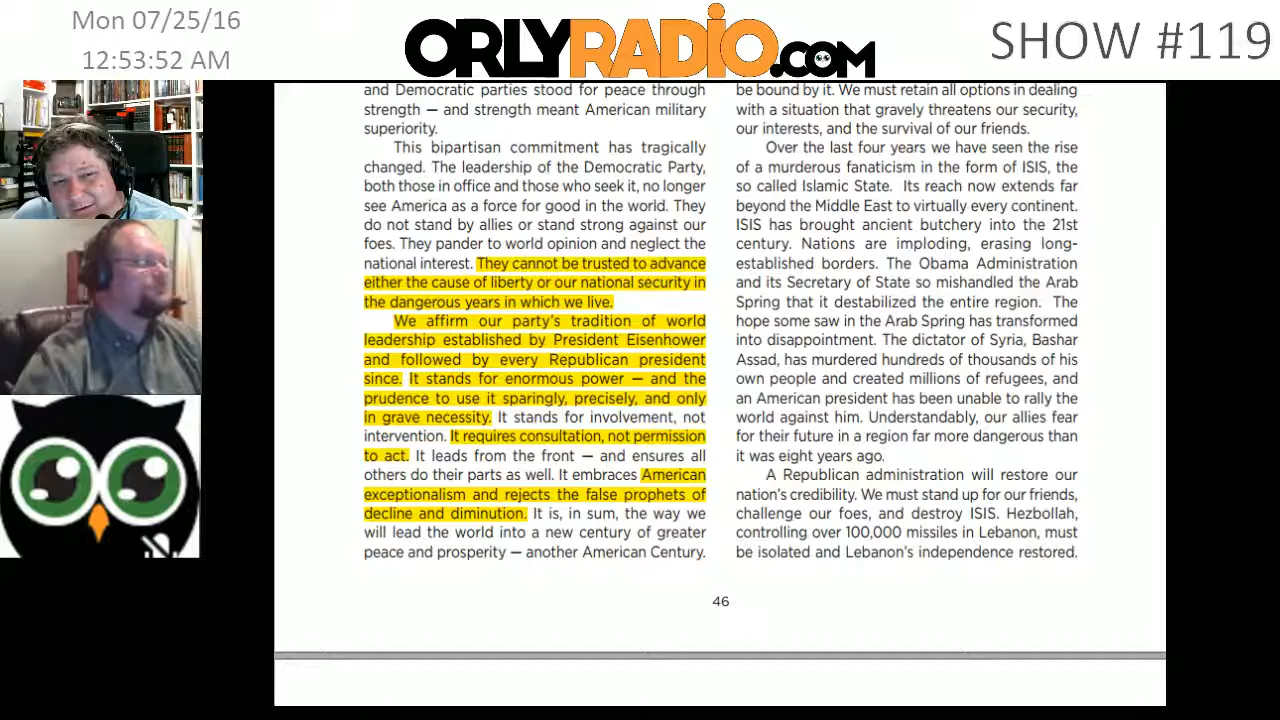 Mon 07/25/16
12:53:52 AM
ORLYRADIO.COM
SHOW #119
and Democratic parties stood for peace through
strength — and strength meant American military
superiority.
This bipartisan commitment has tragically
changed. The leadership of the Democratic Party,
both those in office and those who seek it, no longer
see America as a force for good in the world. They
do not stand by allies or stand strong against our
foes. They pander to world opinion and neglect the
national interest. They cannot be trusted to advance
either the cause of liberty or our national security in
the dangerous years in which we live.
We affirm our party’s tradition of world
leadership established by President Eisenhower
and followed by every Republican president
since. It stands for enormous power — and the
prudence to use it sparingly, precisely, and only
in grave necessity. It stands for involvement, not
intervention. It requires consultation, not permission
to act. It leads from the front — and ensures all
others do their parts as well. It embraces American
exceptionalism and rejects the false prophets of
decline and diminution. It is, in sum, the way we
will lead the world into a new century of greater
peace and prosperity — another American Century.
be bound by it. We must retain all options in dealing
with a situation that gravely threatens our security,
our interests, and the survival of our friends.
Over the last four years we have seen the rise
of a murderous fanaticism in the form of ISIS, the
so called Islamic State. Its reach now extends far
beyond the Middle East to virtually every continent.
ISIS has brought ancient butchery into the 21st
century. Nations are imploding, erasing long-
established borders. The Obama Administration
and its Secretary of State so mishandled the Arab
Spring that it destabilized the entire region. The
hope some saw in the Arab Spring has transformed
into disappointment. The dictator of Syria, Bashar
Assad, has murdered hundreds of thousands of his
own people and created millions of refugees, and
an American president has been unable to rally the
world against him. Understandably, our allies fear
for their future in a region far more dangerous than
it was eight years ago.
A Republican administration will restore our
nation’s credibility. We must stand up for our friends,
challenge our foes, and destroy ISIS. Hezbollah,
controlling over 100,000 missiles in Lebanon, must
be isolated and Lebanon’s independence restored.
46